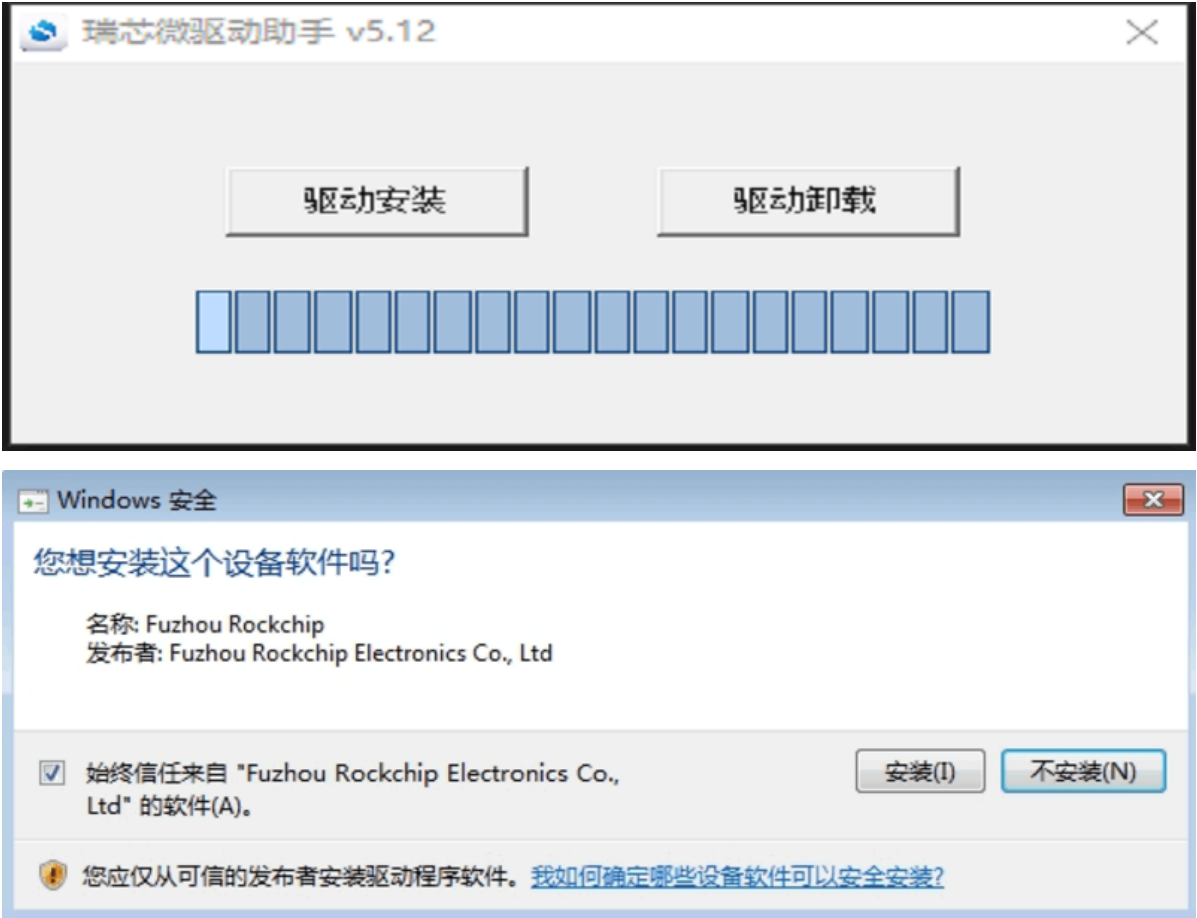 瑞芯微驱动助手 v5.12
驱动安装
驱动卸载
Windows 安全
您想安装这个设备软件吗?
名称: Fuzhou Rockchip
发布者: Fuzhou Rockchip Electronics Co., Ltd
始终信任来自 "Fuzhou Rockchip Electronics Co.,
Ltd" 的软件(A)。
安装(I)
不安装(N)
您应仅从可信的发布者安装驱动程序软件。我如何确定哪些设备软件可以安全安装?